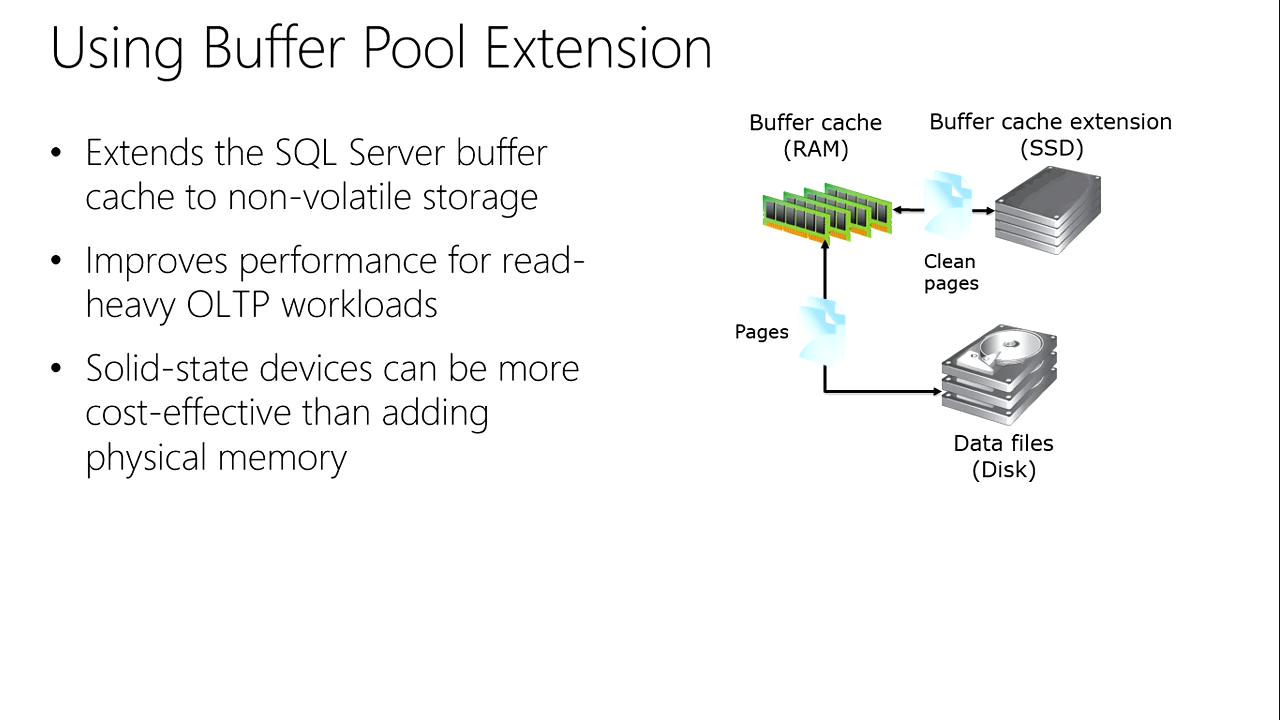 Using Buffer Pool Extension
• Extends the SQL Server buffer
cache to non-volatile storage
• Improves performance for read-
heavy OLTP workloads
• Solid-state devices can be more
cost-effective than adding
physical memory
Buffer cache
(RAM)
Buffer cache extension
(SSD)
Clean
pages
Pages
Data files
(Disk)